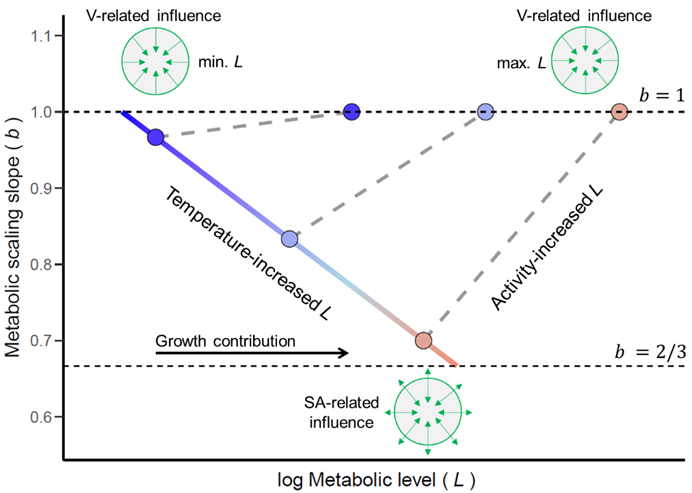 V-related influence
min. L
V-related influence
max. L
1.1
1.0
0.9
0.8
0.7
0.6
b = 1
b = 2/3
Metabolic scaling slope ( b )
Temperature-increased L
Activity-increased L
Growth contribution
SA-related
influence
log Metabolic level ( L )